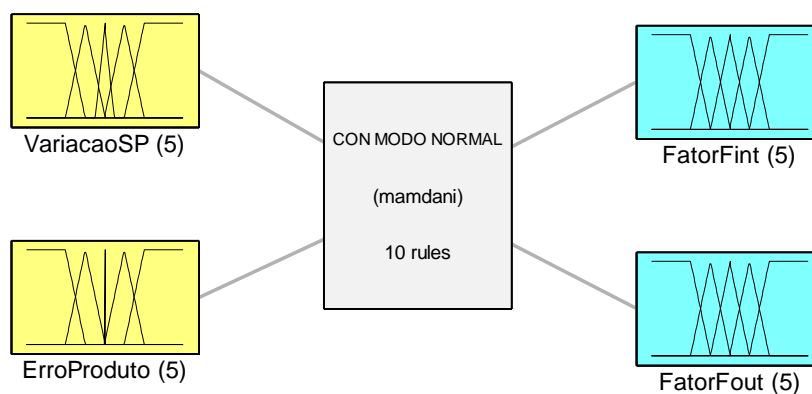 VariacaoSP (5)
ErroProduto (5)
CON MODO NORMAL
(mamdani)
10 rules
FatorFint (5)
FatorFout (5)